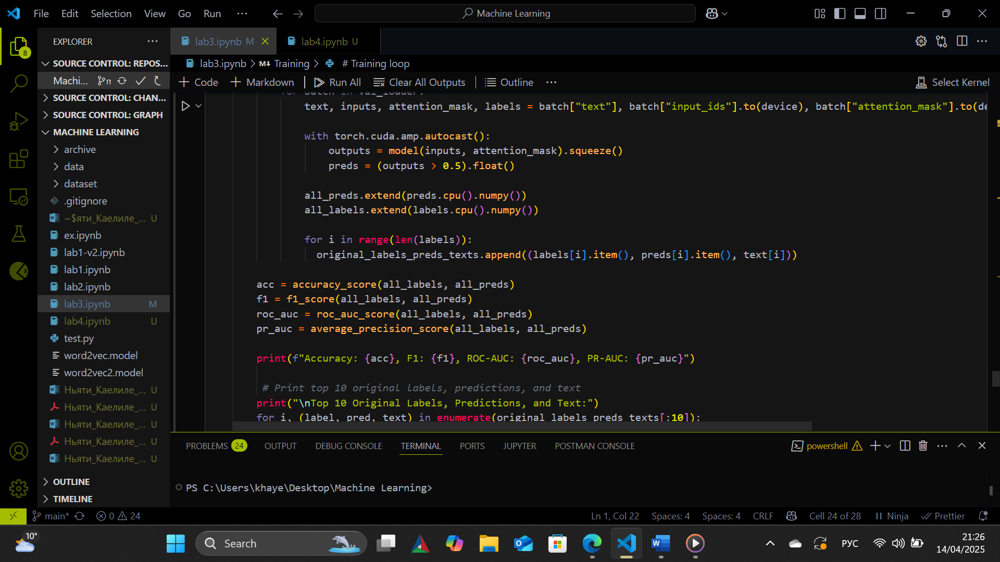 File Edit Selection View Go Run ···
Machine Learning
EXPLORER
lab3.ipynb M
lab4.ipynb U
8
SOURCE CONTROL: REPOS...
Machi...
SOURCE CONTROL: CHAN...
SOURCE CONTROL: GRAPH
MACHINE LEARNING
archive
data
dataset
.gitignore
~$яти_Каелиле_... U
ex.ipynb
lab1-v2.ipynb
lab1.ipynb
lab2.ipynb
lab3.ipynb M
lab4.ipynb U
test.py
word2vec.model
word2vec2.model
Ньяти_Каелиле_... U
Ньяти_Каелиле_... U
Ньяти_Каелиле_... U
Ньяти_Каелиле_... U
Ньяти_Каелиле_... U
OUTLINE
TIMELINE
lab3.ipynb > M↓ Training > # Training loop
+ Code + Markdown Run All Clear All Outputs Outline ··· Select Kernel
for batch in val_loader:
text, inputs, attention_mask, labels = batch["text"], batch["input_ids"].to(device), batch["attention_mask"].to(de
with torch.cuda.amp.autocast():
outputs = model(inputs, attention_mask).squeeze()
preds = (outputs > 0.5).float()
all_preds.extend(preds.cpu().numpy())
all_labels.extend(labels.cpu().numpy())
for i in range(len(labels)):
original_labels_preds_texts.append((labels[i].item(), preds[i].item(), text[i]))
acc = accuracy_score(all_labels, all_preds)
f1 = f1_score(all_labels, all_preds)
roc_auc = roc_auc_score(all_labels, all_preds)
pr_auc = average_precision_score(all_labels, all_preds)
print(f"Accuracy: {acc}, F1: {f1}, ROC-AUC: {roc_auc}, PR-AUC: {pr_auc}")
# Print top 10 original labels, predictions, and text
print("\nTop 10 Original Labels, Predictions, and Text:")
for i, (label, pred, text) in enumerate(original_labels_preds_texts[:10]):
PROBLEMS 24 OUTPUT DEBUG CONSOLE TERMINAL PORTS JUPYTER POSTMAN CONSOLE
powershell
PS C:\Users\khaye\Desktop\Machine Learning>
main* 0 24
Ln 1, Col 22 Spaces: 4 Spaces: 4 CRLF Cell 24 of 28 Ninja Prettier
10°
Search
РУС
21:26
14/04/2025